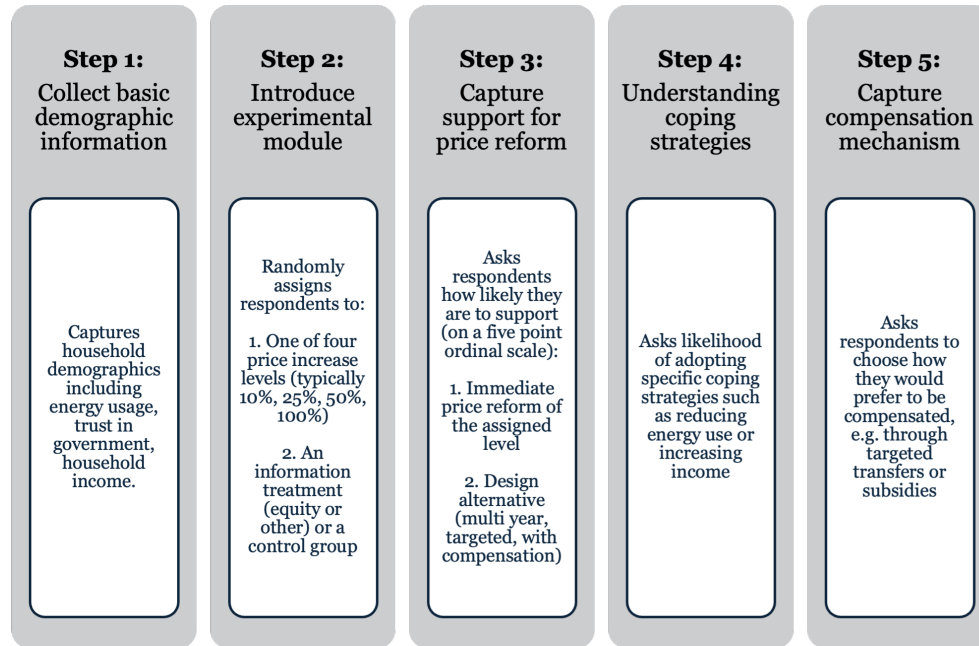 Step 1:
Collect basic
demographic
information
Captures
household
demographics
including
energy usage,
trust in
government,
household
income.
Step 2:
Introduce
experimental
module
Randomly
assigns
respondents to:
1. One of four
price increase
levels (typically
10%, 25%, 50%,
100%)
2. An
information
treatment
(equity or
other) or a
control group
Step 3:
Capture
support for
price reform
Asks
respondents
how likely they
are to support
(on a five point
ordinal scale):
1. Immediate
price reform of
the assigned
level
2. Design
alternative
(multi year,
targeted, with
compensation)
Step 4:
Understanding
coping
strategies
Asks likelihood
of adopting
specific coping
strategies such
as reducing
energy use or
increasing
income
Step 5:
Capture
compensation
mechanism
Asks
respondents to
choose how
they would
prefer to be
compensated,
e.g. through
targeted
transfers or
subsidies